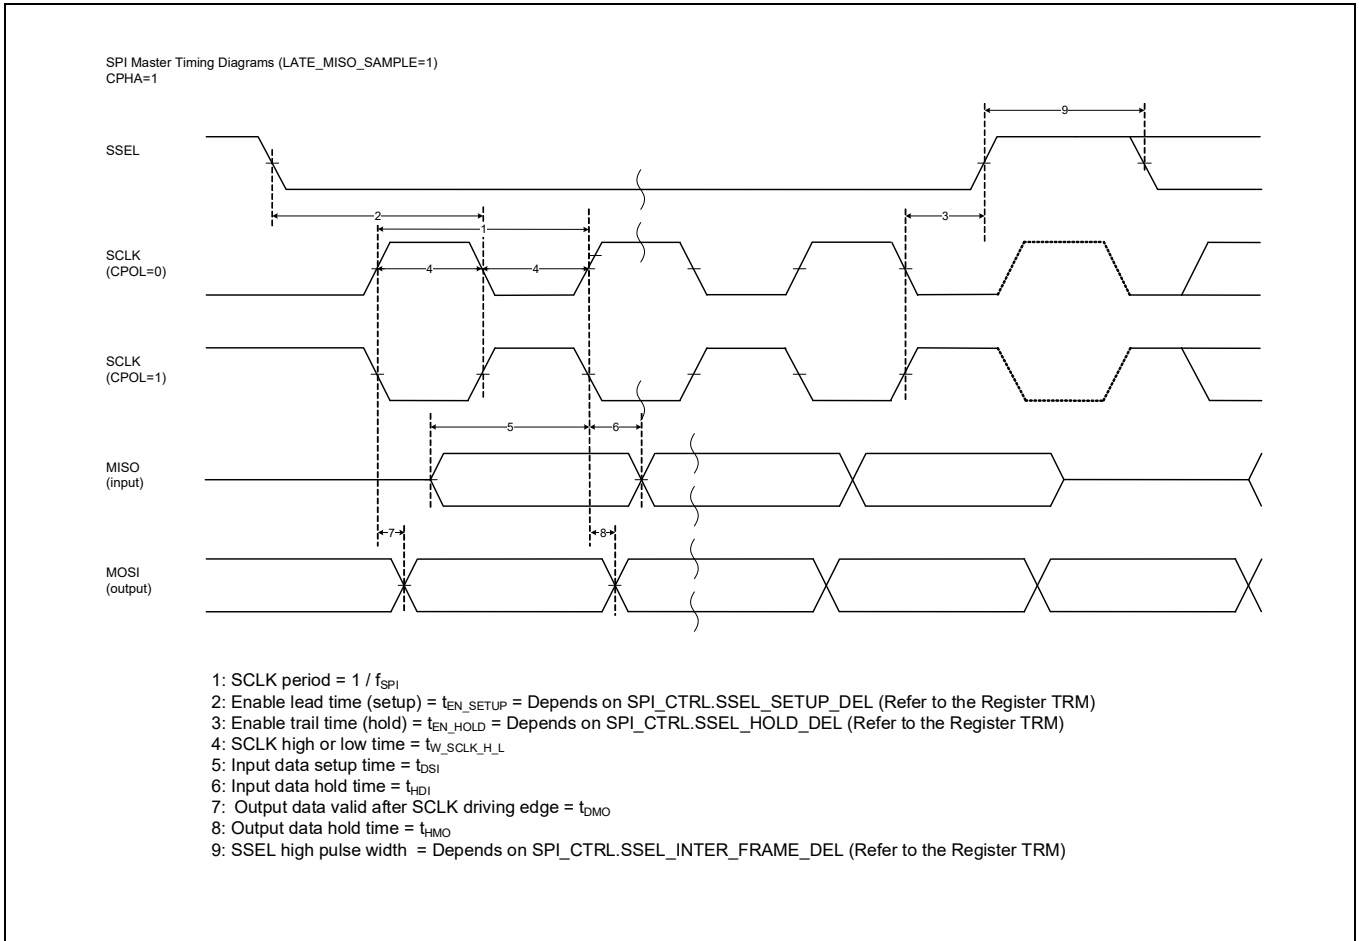 SPI Master Timing Diagrams (LATE_MISO_SAMPLE=1)
CPHA=1
9
SSEL
2
3
1
SCLK
(CPOL=0)
4
4
SCLK
(CPOL=1)
5
6
MISO
(input)
7
8
MOSI
(output)
1: SCLK period = 1 / fSPI
2: Enable lead time (setup) = tEN_SETUP = Depends on SPI_CTRL.SSEL_SETUP_DEL (Refer to the Register TRM)
3: Enable trail time (hold) = tEN_HOLD = Depends on SPI_CTRL.SSEL_HOLD_DEL (Refer to the Register TRM)
4: SCLK high or low time = tW_SCLK_H_L
5: Input data setup time = tDSI
6: Input data hold time = tHDI
7: Output data valid after SCLK driving edge = tDMO
8: Output data hold time = tHMO
9: SSEL high pulse width = Depends on SPI_CTRL.SSEL_INTER_FRAME_DEL (Refer to the Register TRM)